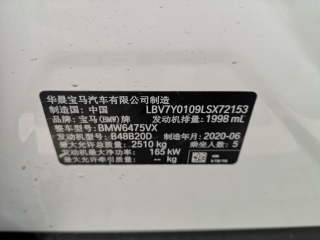 华晨宝马汽车有限公司制造
制造国：中国 LBV7Y0109LSX72153
品牌：宝马(BMW)牌 发动机排量：1998 mL
整车型号：BMW6475VX
发动机型号：B48B20D 制造年月：2020-06
最大允许总质量：2510 kg 乘坐人数：5
发动机最大净功率：165 kW
最大允许牵引质量：-- kg